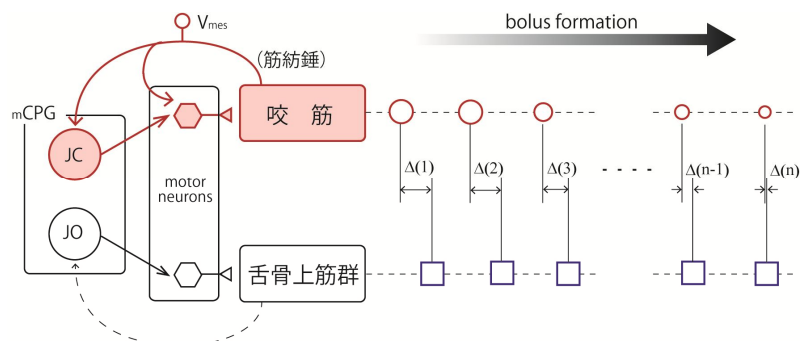 Vmes
bolus formation
(筋紡錘)
mCPG
JC
咬 筋
motor
neurons
Δ(1)
Δ(2)
Δ(3)
Δ(n-1)
Δ(n)
JO
舌骨上筋群